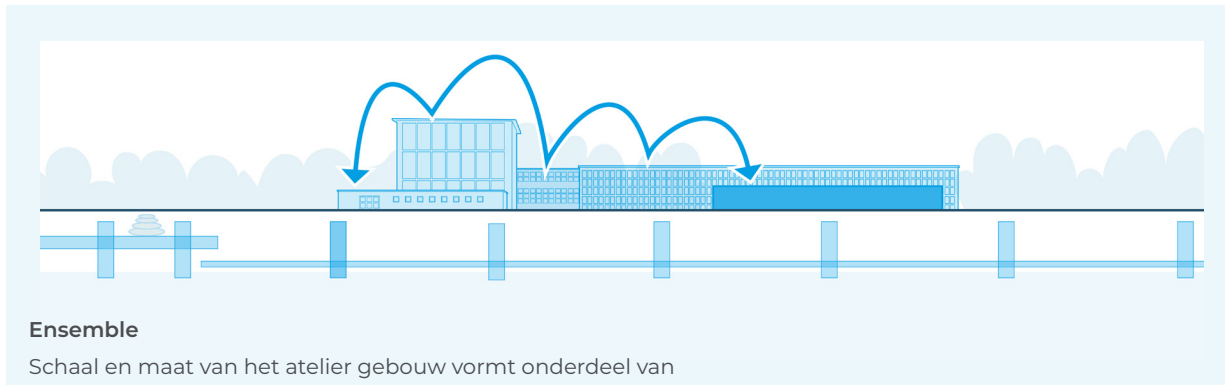 Ensemble
Schaal en maat van het atelier gebouw vormt onderdeel van